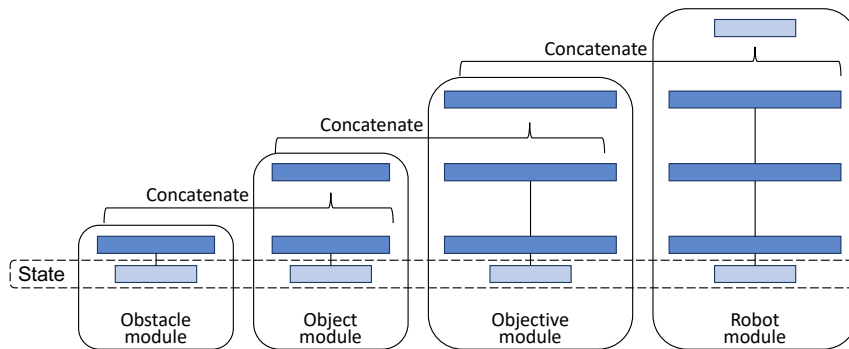 Concatenate
Concatenate
Concatenate
State
Obstacle
module
Object
module
Objective
module
Robot
module